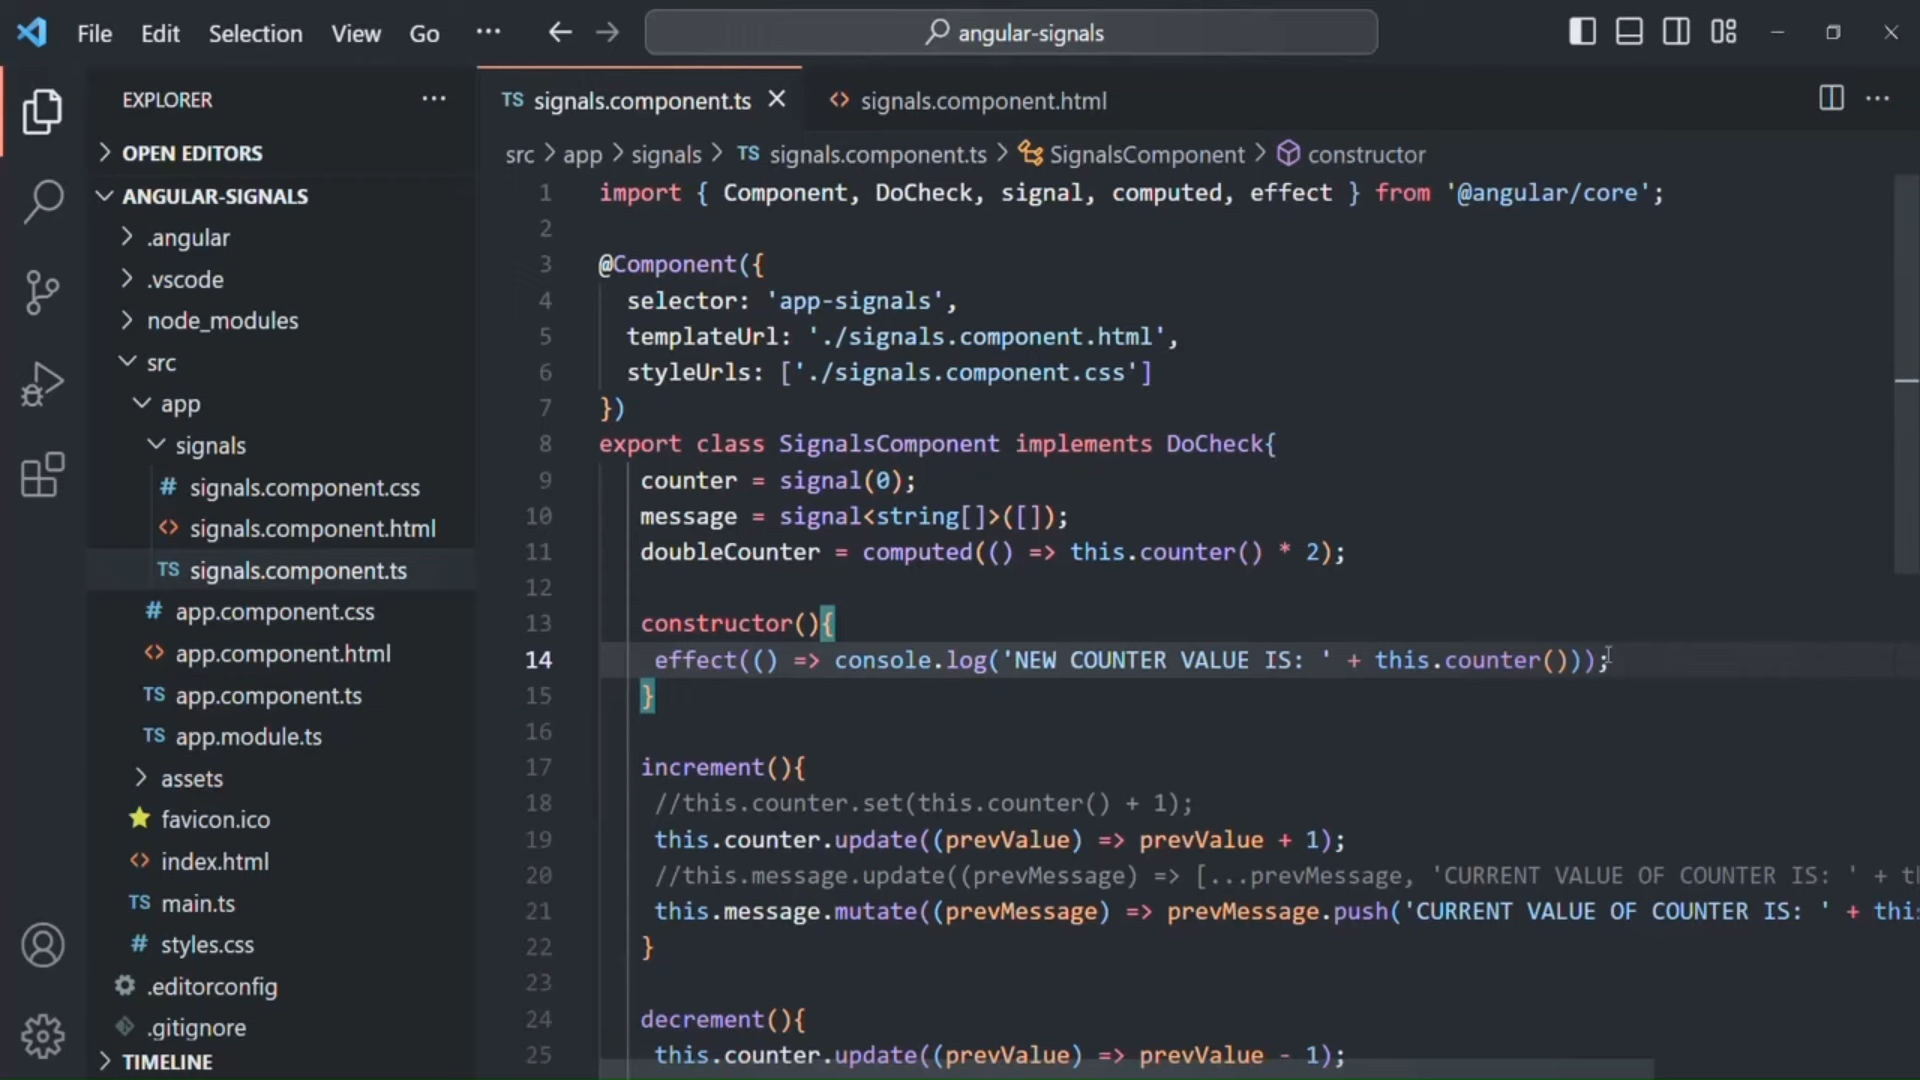 File Edit Selection View Go ··· angular-signals
EXPLORER ···
OPEN EDITORS
ANGULAR-SIGNALS
.angular
.vscode
node_modules
src
app
signals
# signals.component.css
<> signals.component.html
TS signals.component.ts
# app.component.css
<> app.component.html
TS app.component.ts
TS app.module.ts
assets
favicon.ico
<> index.html
TS main.ts
# styles.css
.editorconfig
.gitignore
TIMELINE
TS signals.component.ts <> signals.component.html
src > app > signals > TS signals.component.ts > SignalsComponent > constructor
1 import { Component, DoCheck, signal, computed, effect } from '@angular/core';
2
3 @Component({
4 selector: 'app-signals',
5 templateUrl: './signals.component.html',
6 styleUrls: ['./signals.component.css']
7 })
8 export class SignalsComponent implements DoCheck{
9 counter = signal(0);
10 message = signal<string[]>([]);
11 doubleCounter = computed(() => this.counter() * 2);
12
13 constructor(){
14 effect(() => console.log('NEW COUNTER VALUE IS: ' + this.counter()));
15 }
16
17 increment(){
18 //this.counter.set(this.counter() + 1);
19 this.counter.update((prevValue) => prevValue + 1);
20 //this.message.update((prevMessage) => [...prevMessage, 'CURRENT VALUE OF COUNTER IS: ' + t
21 this.message.mutate((prevMessage) => prevMessage.push('CURRENT VALUE OF COUNTER IS: ' + this
22 }
23
24 decrement(){
25 this.counter.update((prevValue) => prevValue - 1);